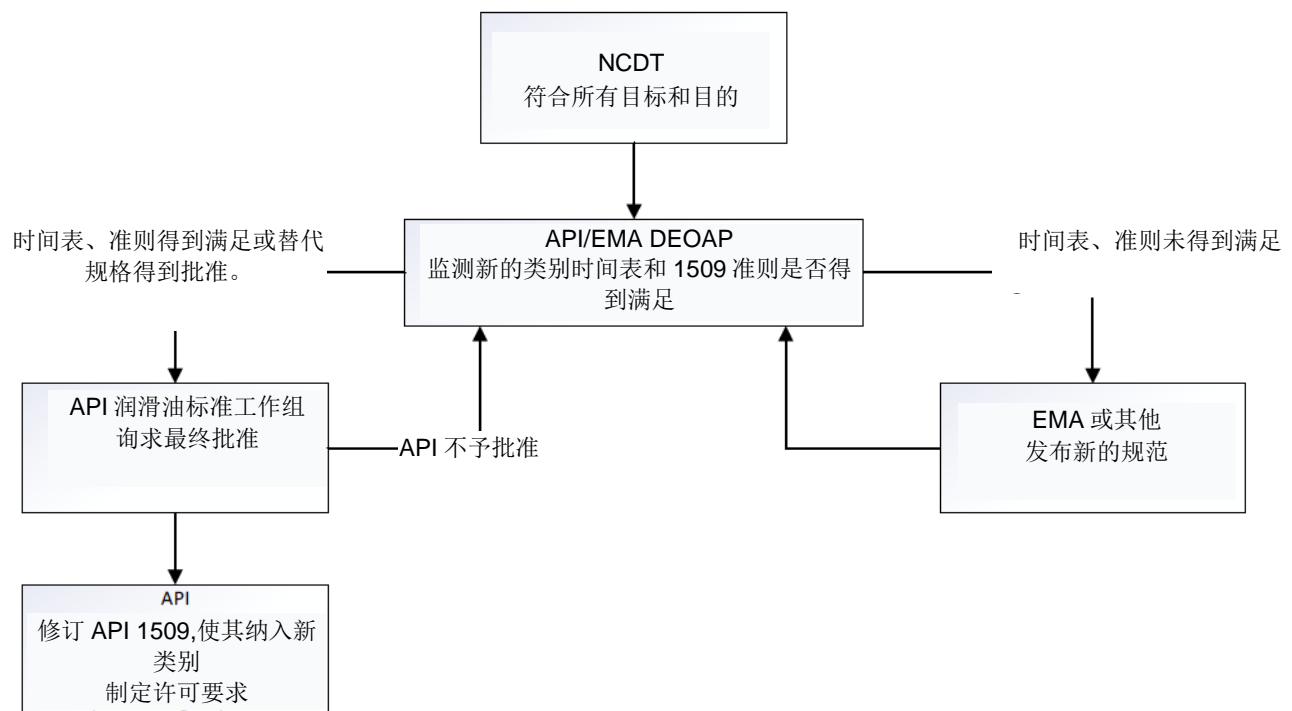 NCDT
符合所有目标和目的
时间表、准则得到满足或替代
规格得到批准。
API/EMA DEOAP
监测新的类别时间表和 1509 准则是否得
到满足
时间表、准则未得到满足
API 润滑油标准工作组
询求最终批准
API 不予批准
EMA 或其他
发布新的规范
API
修订 API 1509,使其纳入新
类别
制定许可要求